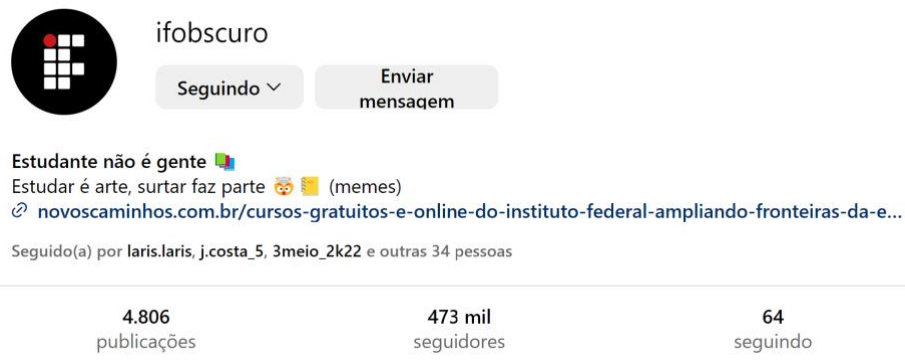 ifobscuro
Seguindo
Enviar mensagem
Estudante não é gente 📚
Estudar é arte, surtar faz parte 🤯📒 (memes)
novoscaminhos.com.br/cursos-gratuitos-e-online-do-instituto-federal-ampliando-fronteiras-da-e...
Seguido(a) por laris.laris, j.costa_5, 3meio_2k22 e outras 34 pessoas
4.806 473 mil 64
publicações seguidores seguindo